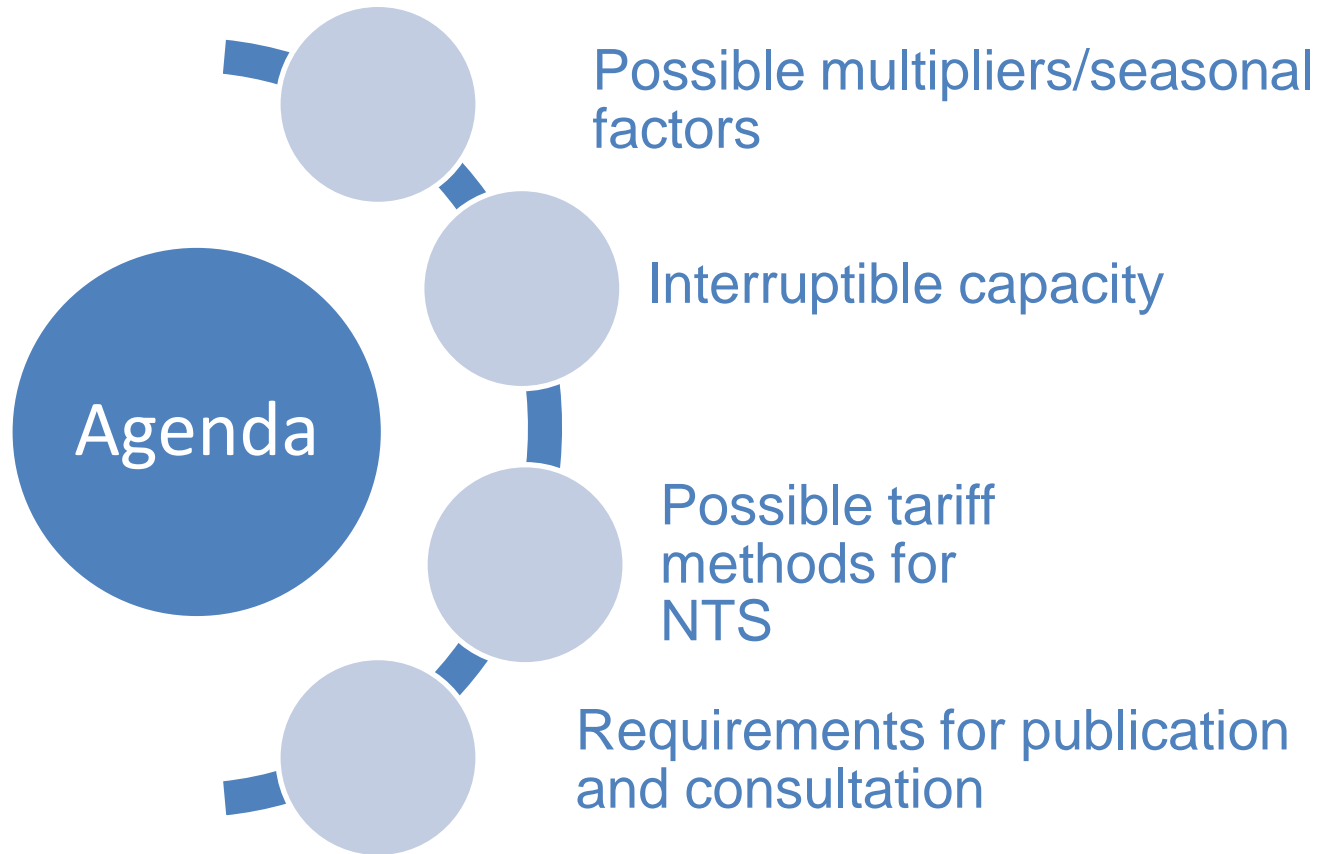 Agenda
Possible multipliers/seasonal
factors
Interruptible capacity
Possible tariff
methods for
NTS
Requirements for publication
and consultation